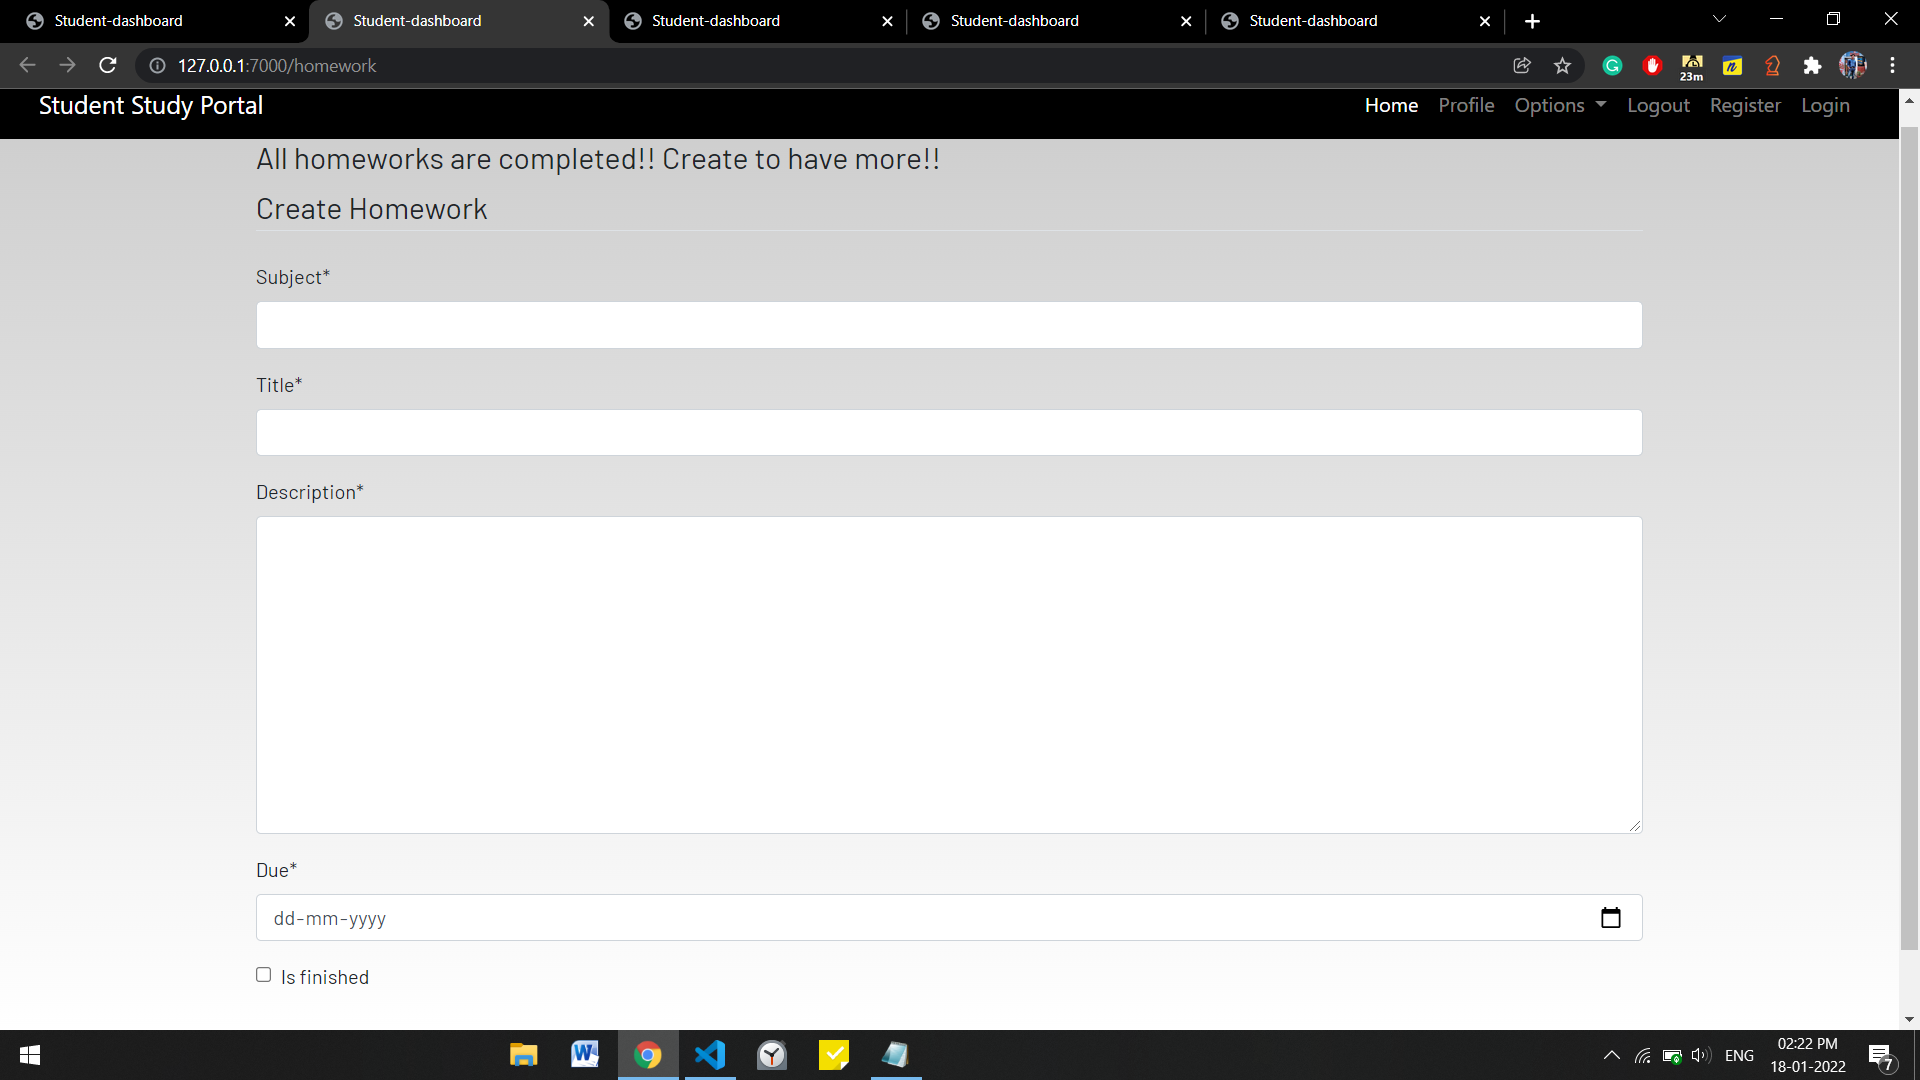 Student-dashboard Student-dashboard Student-dashboard Student-dashboard Student-dashboard
127.0.0.1:7000/homework
23m
Student Study Portal Home Profile Options Logout Register Login
All homeworks are completed!! Create to have more!!
Create Homework
Subject*
Title*
Description*
Due*
dd-mm-yyyy
Is finished
ENG 02:22 PM
18-01-2022
7